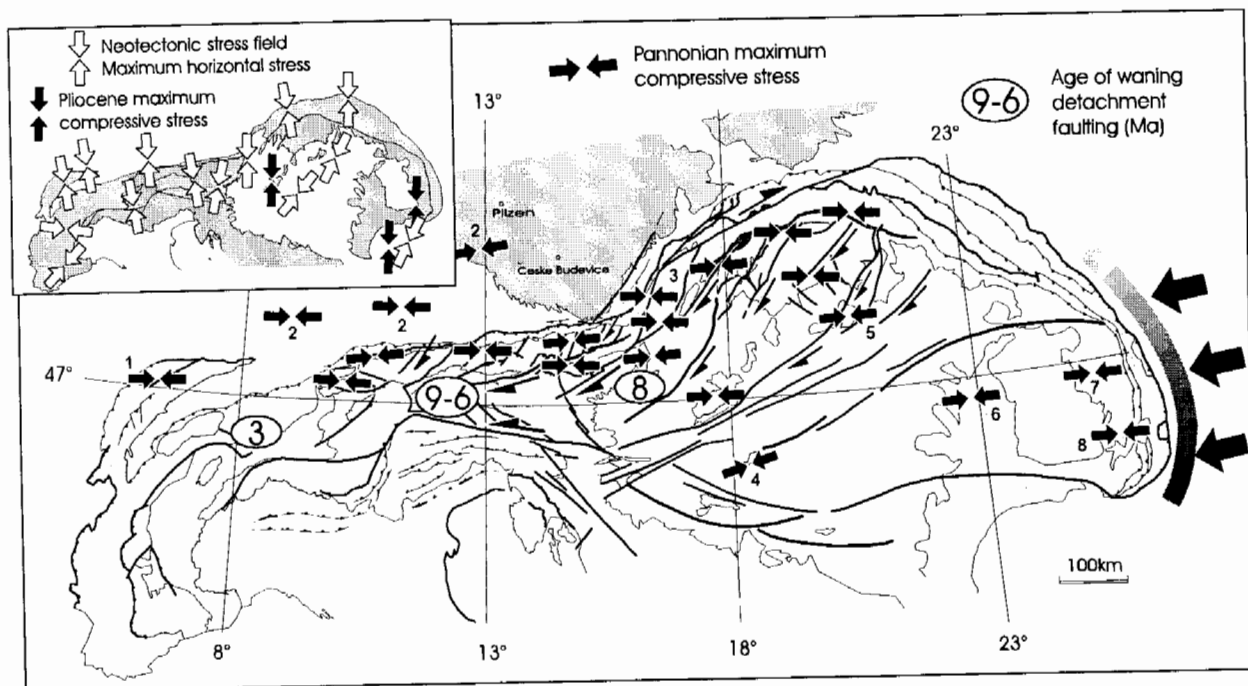 Neotectonic stress field
Maximum horizontal stress
Pliocene maximum
compressive stress
Pannonian maximum
compressive stress
9-6
Age of waning
detachment
faulting (Ma)
13°
23°
Pilzen
2
Ceske Budevice
3
2
2
5
1
47°
9-6
8
7
6
3
8
4
100km
8°
13°
18°
23°